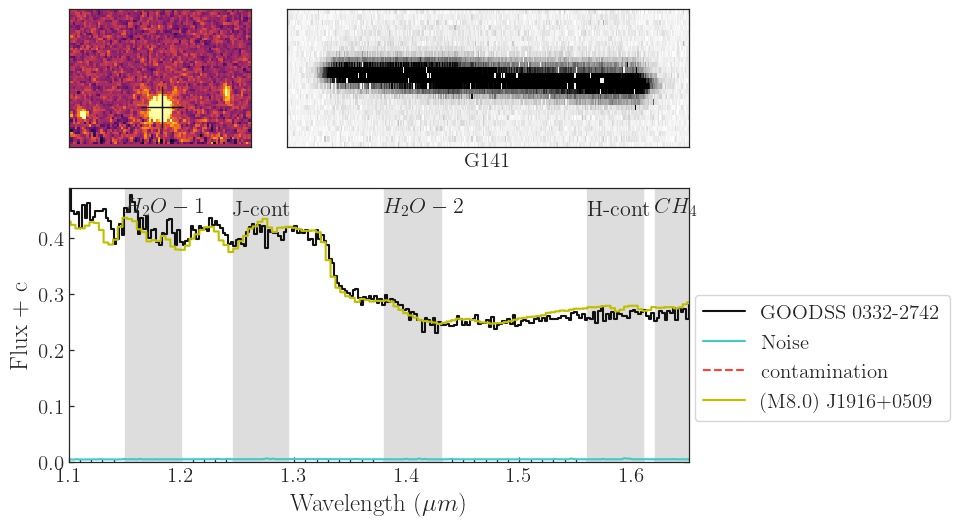 G141
H₂O − 1 J-cont H₂O − 2 H-cont CH₄
0.4
0.3
0.2
0.1
0.0
Flux + c
1.1 1.2 1.3 1.4 1.5 1.6
Wavelength (μm)
GOODSS 0332-2742
Noise
contamination
(M8.0) J1916+0509